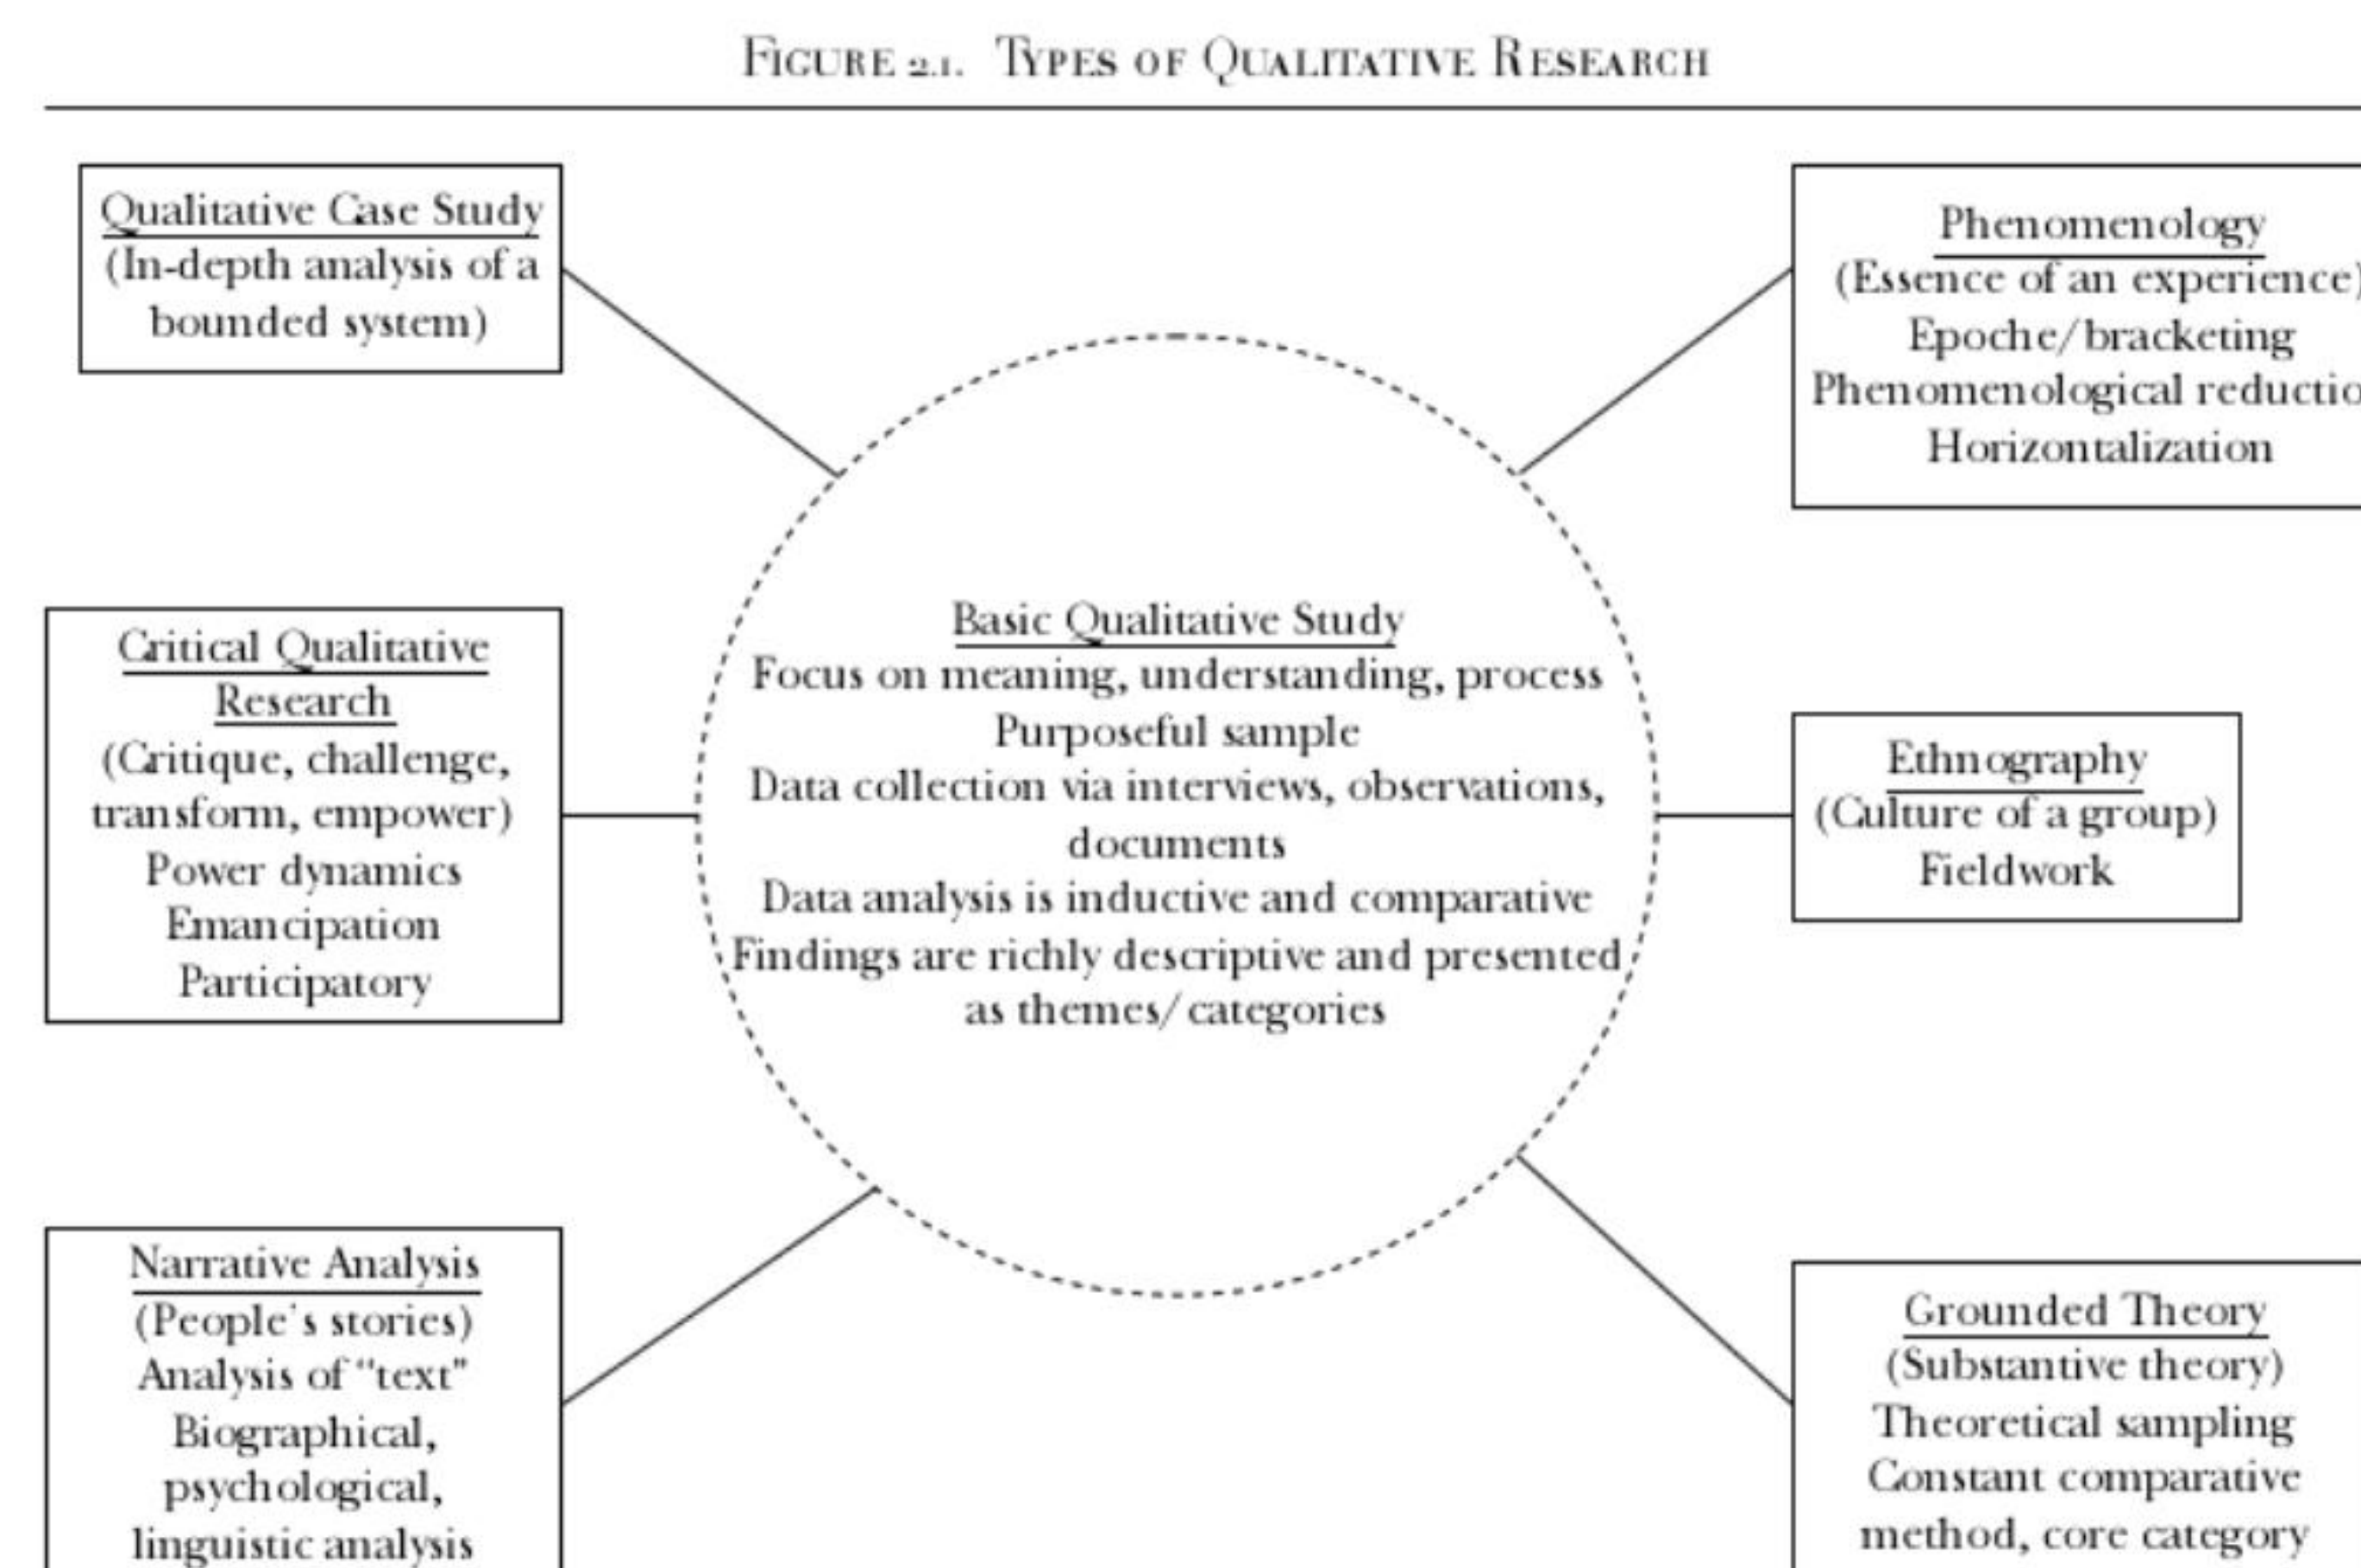 FIGURE 2.1. TYPES OF QUALITATIVE RESEARCH
Qualitative Case Study
(In-depth analysis of a
bounded system)
Phenomenology
(Essence of an experience)
Epoche/bracketing
Phenomenological reductio
Horizontalization
Critical Qualitative
Research
(Critique, challenge,
transform, empower)
Power dynamics
Emancipation
Participatory
Basic Qualitative Study
Focus on meaning, understanding, process
Purposeful sample
Data collection via interviews, observations,
documents
Data analysis is inductive and comparative
Findings are richly descriptive and presented
as themes/categories
Ethnography
(Culture of a group)
Fieldwork
Narrative Analysis
(People's stories)
Analysis of “text"
Biographical,
psychological,
linguistic analysis
Grounded Theory
(Substantive theory)
Theoretical sampling
Constant comparative
method, core category